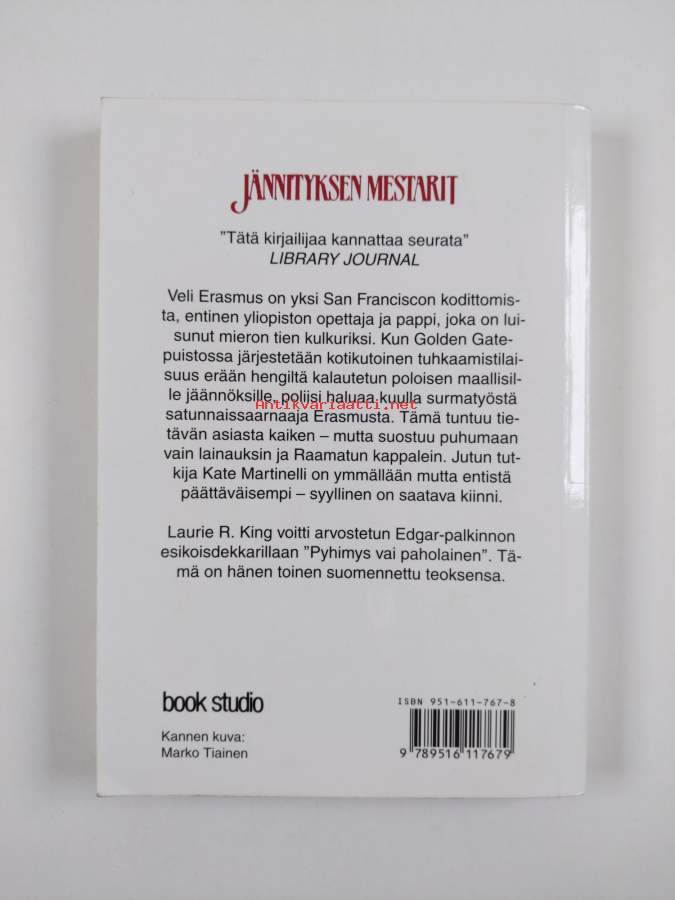 JÄNNITYKSEN MESTARIT
"Tätä kirjailijaa kannattaa seurata"
LIBRARY JOURNAL
Veli Erasmus on yksi San Franciscon kodittomis-
ta, entinen yliopiston opettaja ja pappi, joka on lui-
sunut mieron tien kulkuriksi. Kun Golden Gate-
puistossa järjestetään kotikutoinen tuhkaamistilai-
suus erään hengiltä kalautetun poloisen maallisil-
le jäännöksille, poliisi haluaa kuulla surmatyöstä
Antikvariaatti.net
satunnaissaarnaaja Erasmusta. Tämä tuntuu tie-
tävän asiasta kaiken – mutta suostuu puhumaan
vain lainauksin ja Raamatun kappalein. Jutun tut-
kija Kate Martinelli on ymmällään mutta entistä
päättäväisempi – syyllinen on saatava kiinni.
Laurie R. King voitti arvostetun Edgar-palkinnon
esikoisdekkarillaan "Pyhimys vai paholainen". Tä-
mä on hänen toinen suomennettu teoksensa.
book studio
Kannen kuva:
Marko Tiainen
ISBN 951-611-767-8
9 789516 117679